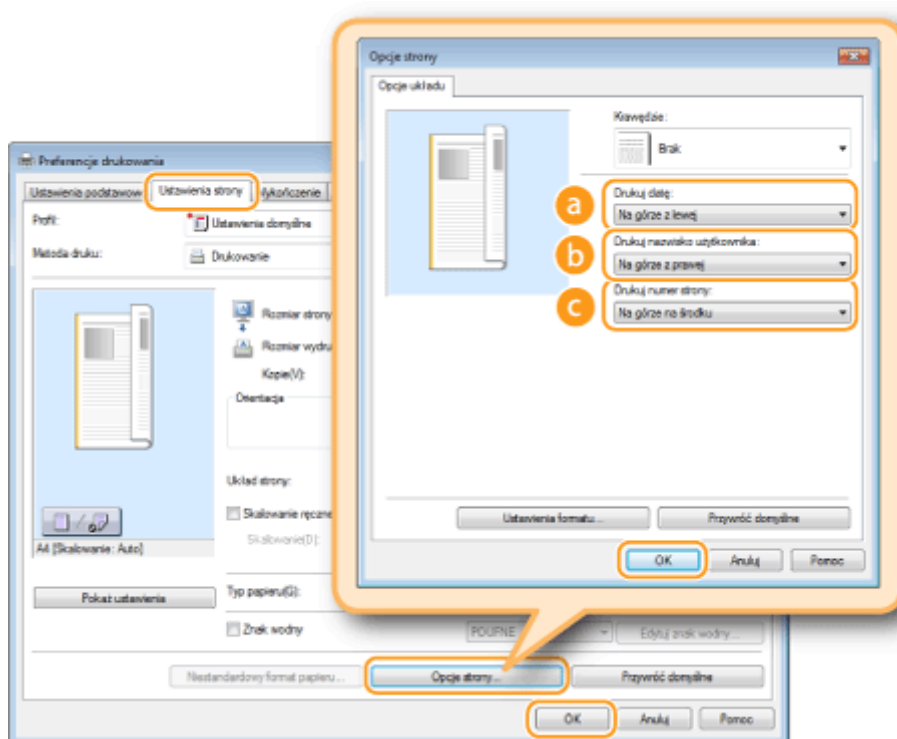 Opcje strony
Opcje układu
Krawędzie:
Brak
a
Drukuj datę:
Na górze z lewej
b
Drukuj nazwisko użytkownika:
Na górze z prawej
c
Drukuj numer strony:
Na górze na środku
Ustawienia formatu...
Przywróć domyślne
OK
Anuluj
Pomoc
Preferencje drukowania
Ustawienia podstawowe
Ustawienia strony
Wykończenie
Profil:
Ustawienia domyślne
Metoda druku:
Drukowanie
Rozmiar strony
Rozmiar wydru
Kopie(V):
Orientacja
Układ strony:
Skalowanie ręczne
Skalowanie(D):
A4 [Skalowanie: Auto]
Pokaż ustawienia
Typ papieru(G):
Znak wodny
POUFNE
Edytuj znak wodny...
Niestandardowy format papieru...
Opcje strony...
Przywróć domyślne
OK
Anuluj
Pomoc